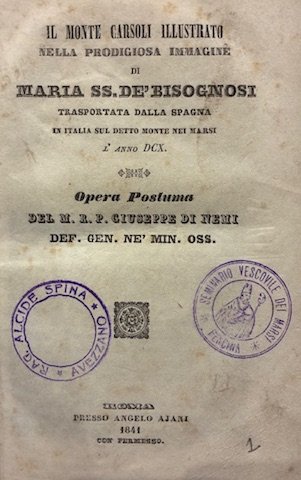 IL MONTE CARSOLI ILLUSTRATO
NELLA PRODIGIOSA IMMAGINE
DI
MARIA SS. DE' BISOGNOSI
TRASPORTATA DALLA SPAGNA
IN ITALIA SUL DETTO MONTE NEI MARSI
L' ANNO DCX.
Opera Postuma
DEL M. R. P. GIUSEPPE DI NEMI
DEF. GEN. NE' MIN. OSS.
RAG. ALCIDE SPINA
AVEZZANO
SEMINARIO VESCOVILE DEI MARSI
PESCINA
ROMA
PRESSO ANGELO AJANI
1841
CON PERMESSO.
1